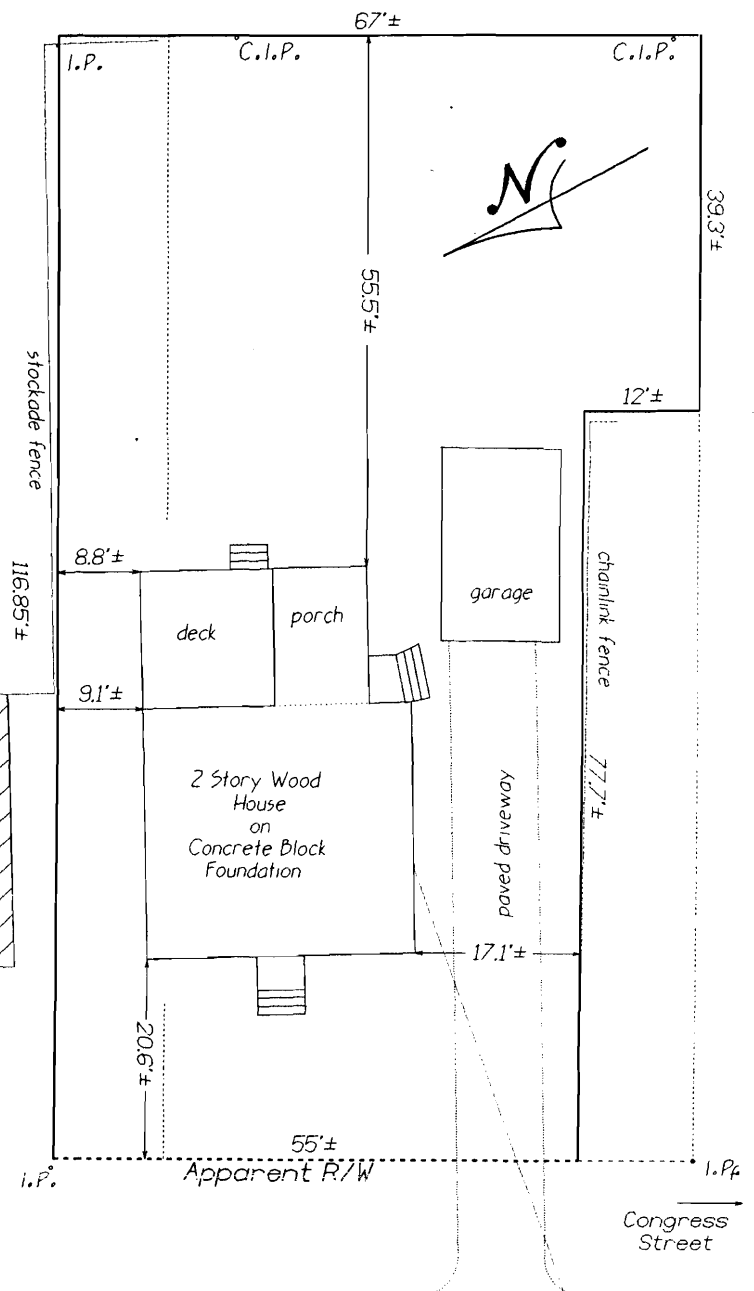 67'±
I.P.
C.I.P.
C.I.P.
N
39.3'±
55.5'±
stockade fence
12'±
116.85'±
8.8'±
deck
porch
garage
chainlink fence
9.1'±
2 Story Wood
House
on
Concrete Block
Foundation
paved driveway
77.7'±
17.1'±
20.6'±
55'±
I.P.
Apparent R/W
I.Pf
Congress
Street